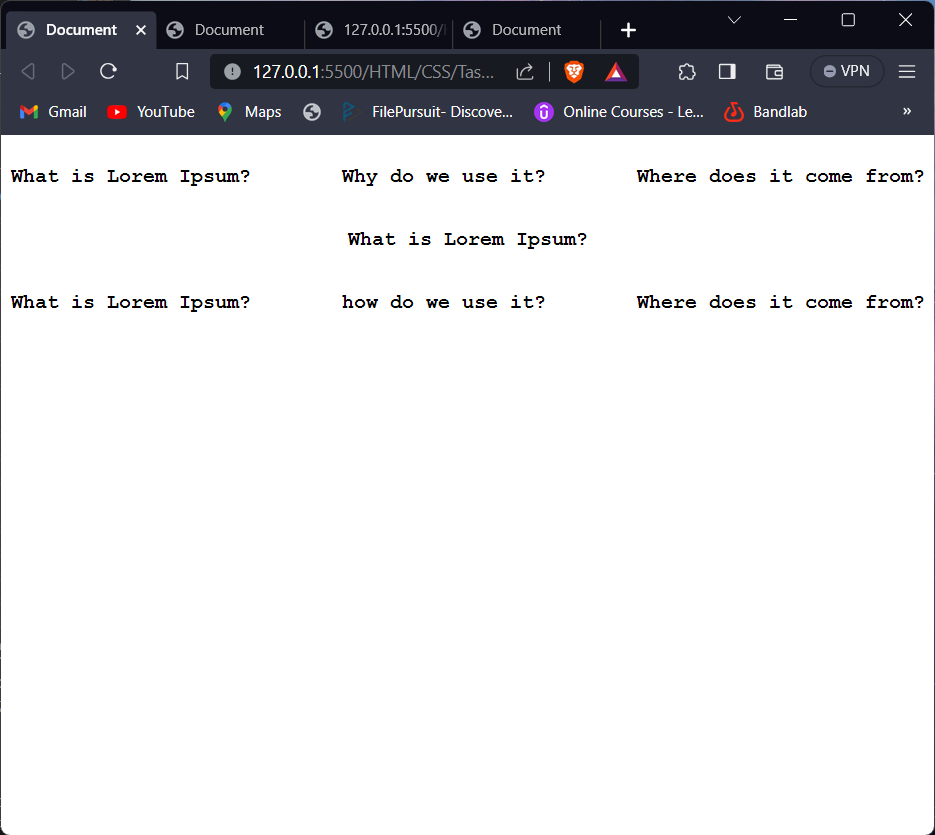 Document Document 127.0.0.1:5500/ Document
127.0.0.1:5500/HTML/CSS/Tas... VPN
Gmail YouTube Maps FilePursuit- Discove... Online Courses - Le... Bandlab »
What is Lorem Ipsum? Why do we use it? Where does it come from?
What is Lorem Ipsum?
What is Lorem Ipsum? how do we use it? Where does it come from?